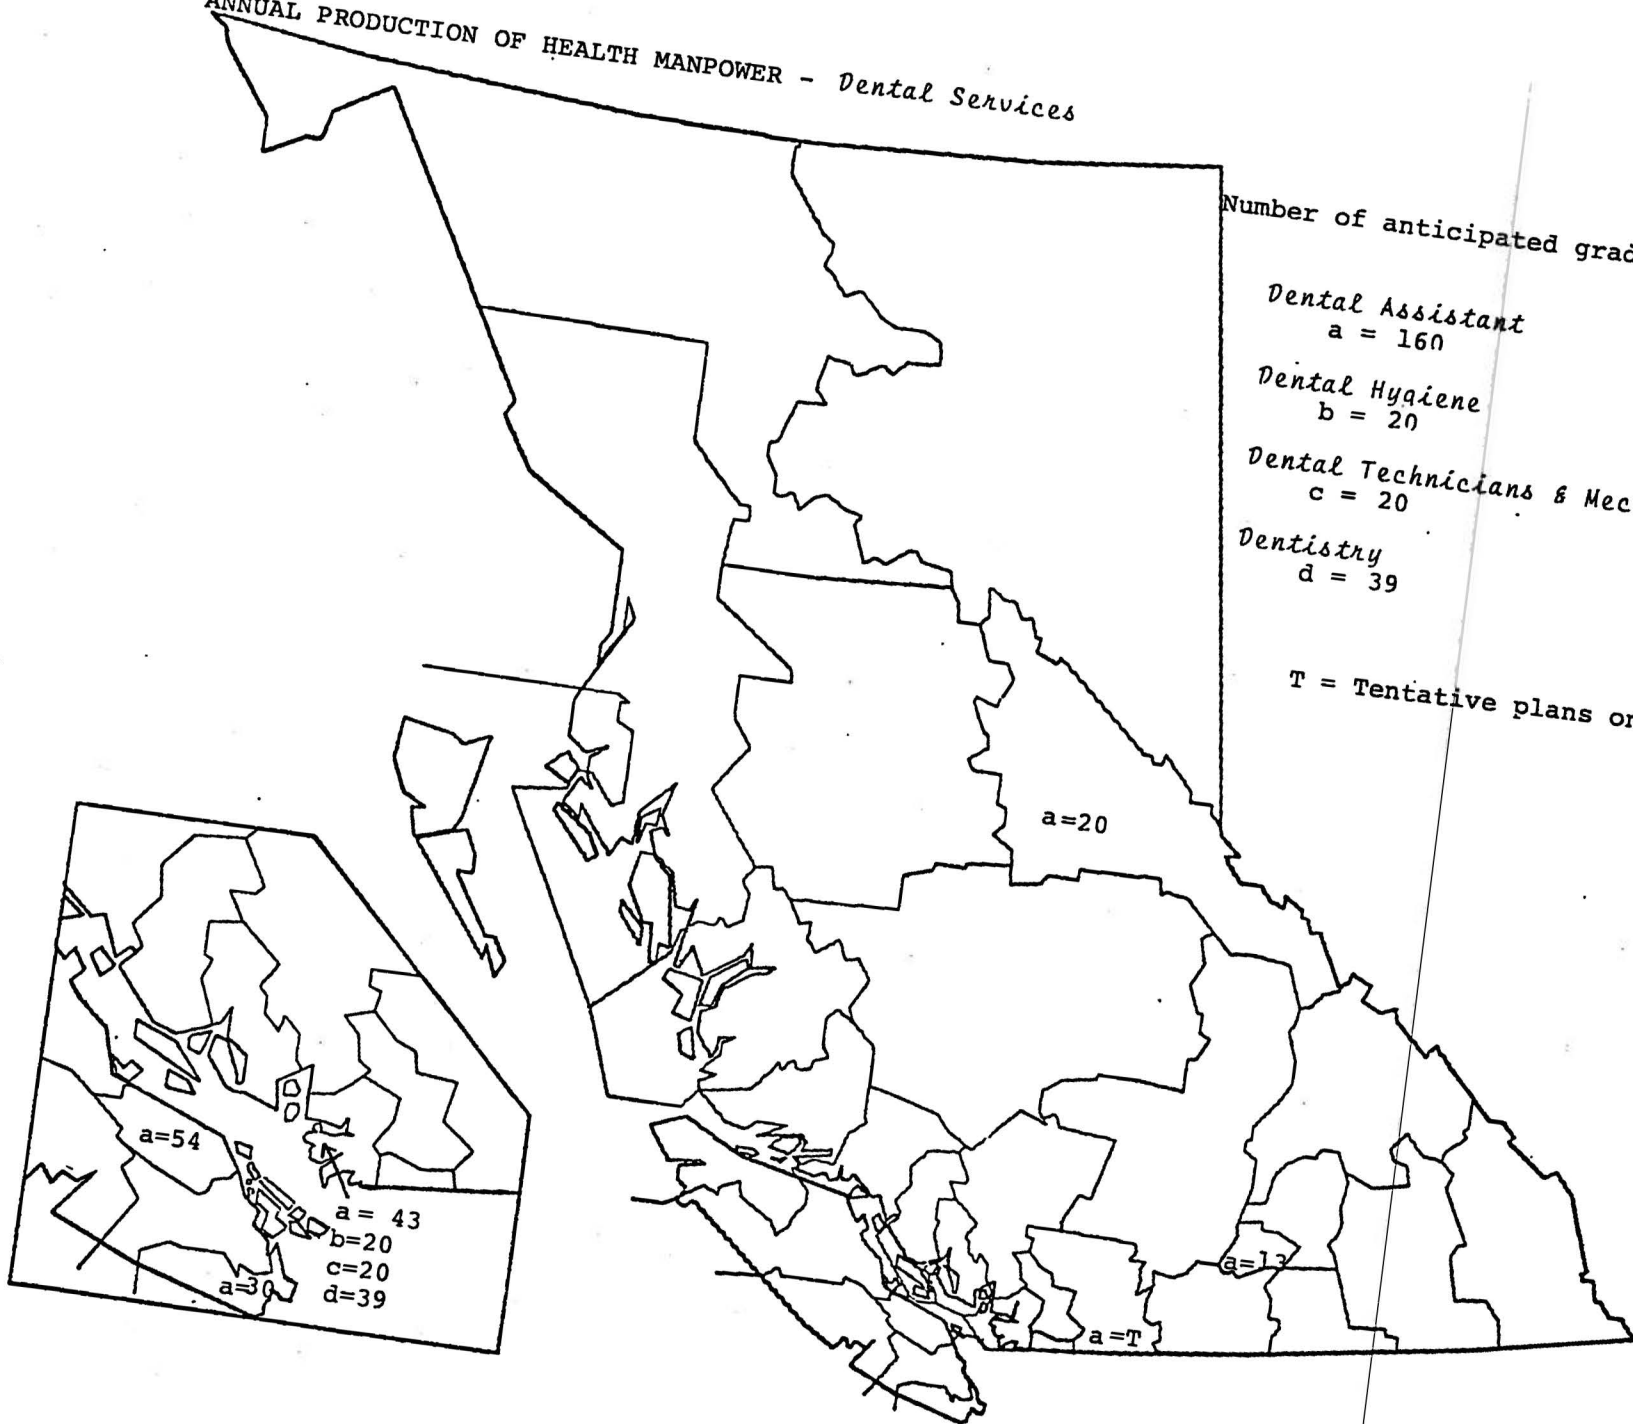 ANNUAL PRODUCTION OF HEALTH MANPOWER - Dental Services
Number of anticipated grad
Dental Assistant
a = 160
Dental Hygiene
b = 20
Dental Technicians & Mec
c = 20
Dentistry
d = 39
T = Tentative plans or
a=20
a=54
a= 43
b=20
c=20
d=39
a=30
a=13
a=T